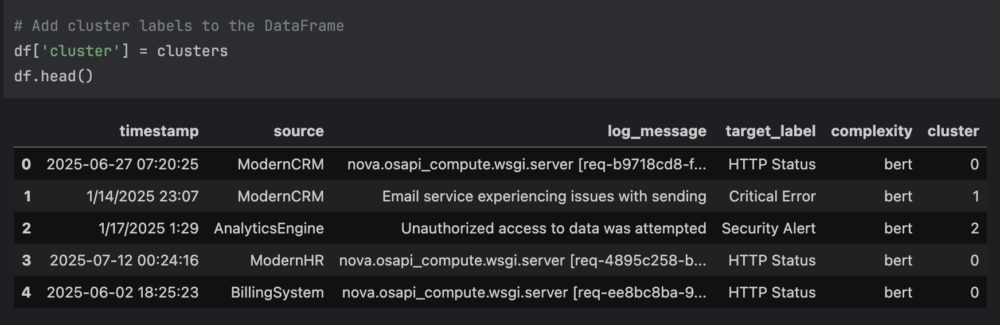 # Add cluster labels to the DataFrame
df['cluster'] = clusters
df.head()
timestamp source log_message target_label complexity cluster
0 2025-06-27 07:20:25 ModernCRM nova.osapi_compute.wsgi.server [req-b9718cd8-f... HTTP Status bert 0
1 1/14/2025 23:07 ModernCRM Email service experiencing issues with sending Critical Error bert 1
2 1/17/2025 1:29 AnalyticsEngine Unauthorized access to data was attempted Security Alert bert 2
3 2025-07-12 00:24:16 ModernHR nova.osapi_compute.wsgi.server [req-4895c258-b... HTTP Status bert 0
4 2025-06-02 18:25:23 BillingSystem nova.osapi_compute.wsgi.server [req-ee8bc8ba-9... HTTP Status bert 0